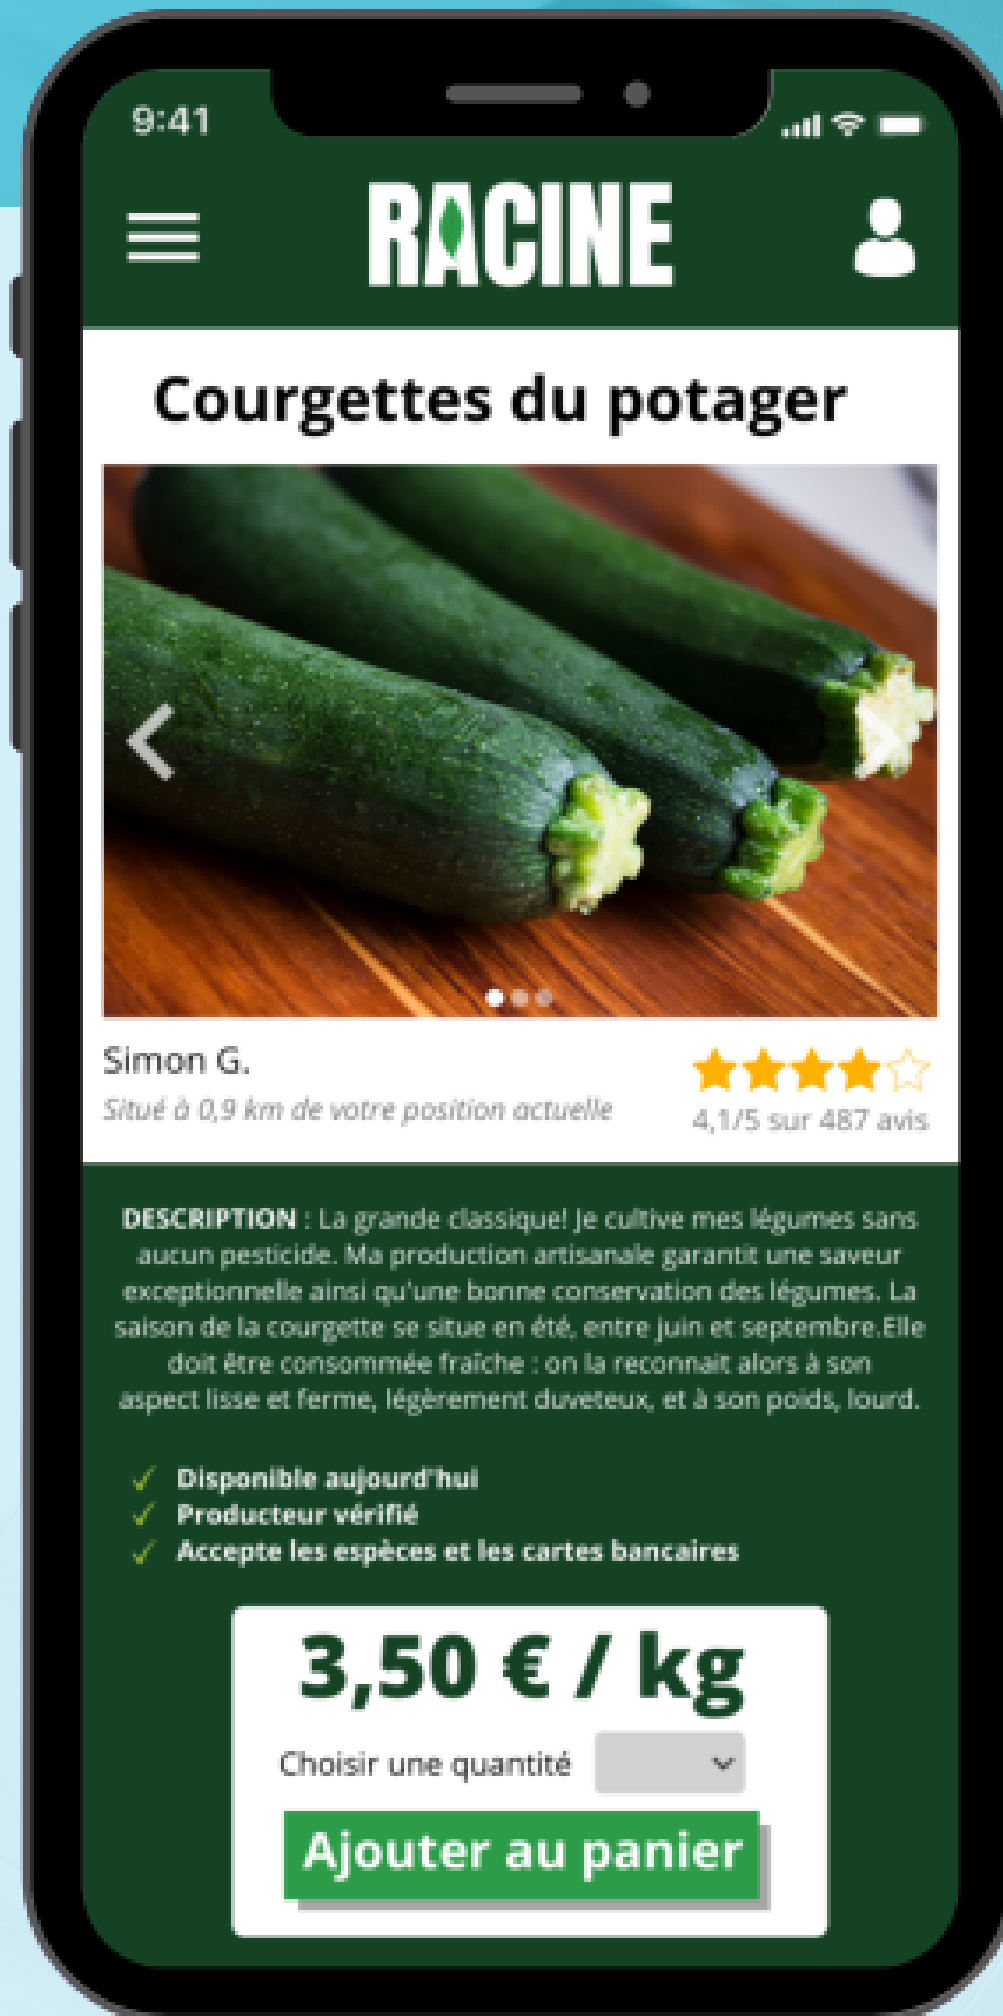 9:41
RACINE
Courgettes du potager
Simon G.
Situé à 0,9 km de votre position actuelle
4,1/5 sur 487 avis
DESCRIPTION : La grande classique! Je cultive mes légumes sans
aucun pesticide. Ma production artisanale garantit une saveur
exceptionnelle ainsi qu'une bonne conservation des légumes. La
saison de la courgette se situe en été, entre juin et septembre.Elle
doit être consommée fraîche : on la reconnait alors à son
aspect lisse et ferme, légèrement duveteux, et à son poids, lourd.
✓ Disponible aujourd'hui
✓ Producteur vérifié
✓ Accepte les espèces et les cartes bancaires
3,50 € / kg
Choisir une quantité
Ajouter au panier